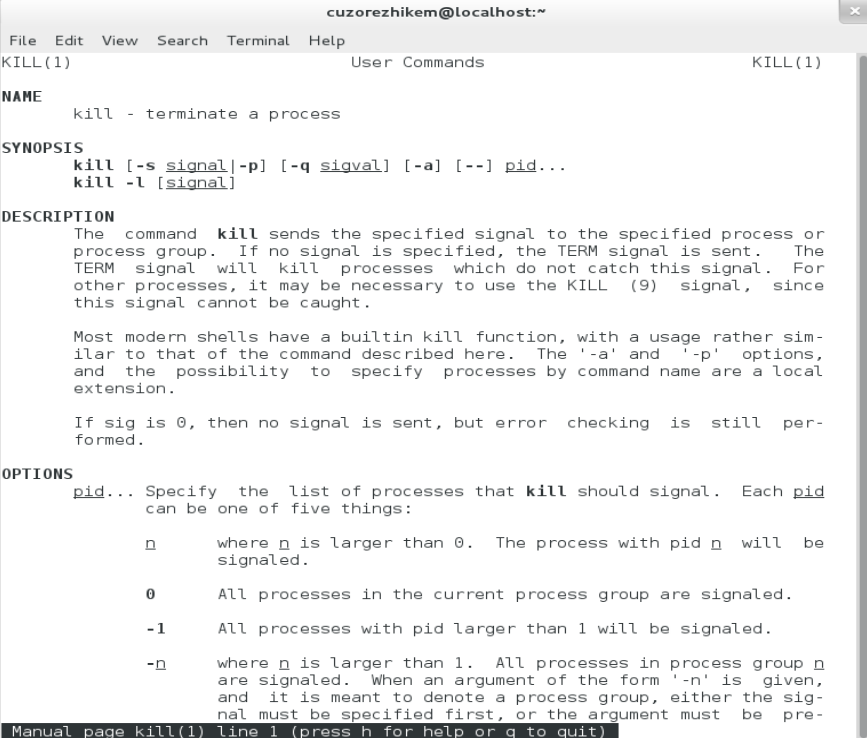 cuzorezhikem@localhost:~
File Edit View Search Terminal Help
KILL(1) User Commands KILL(1)
NAME
kill - terminate a process
SYNOPSIS
kill [-s signal|-p] [-q sigval] [-a] [--] pid...
kill -l [signal]
DESCRIPTION
The command kill sends the specified signal to the specified process or
process group. If no signal is specified, the TERM signal is sent. The
TERM signal will kill processes which do not catch this signal. For
other processes, it may be necessary to use the KILL (9) signal, since
this signal cannot be caught.
Most modern shells have a builtin kill function, with a usage rather sim-
ilar to that of the command described here. The '-a' and '-p' options,
and the possibility to specify processes by command name are a local
extension.
If sig is 0, then no signal is sent, but error checking is still per-
formed.
OPTIONS
pid... Specify the list of processes that kill should signal. Each pid
can be one of five things:
n where n is larger than 0. The process with pid n will be
signaled.
0 All processes in the current process group are signaled.
-1 All processes with pid larger than 1 will be signaled.
-n where n is larger than 1. All processes in process group n
are signaled. When an argument of the form '-n' is given,
and it is meant to denote a process group, either the sig-
nal must be specified first, or the argument must be pre-
Manual page kill(1) line 1 (press h for help or q to quit)